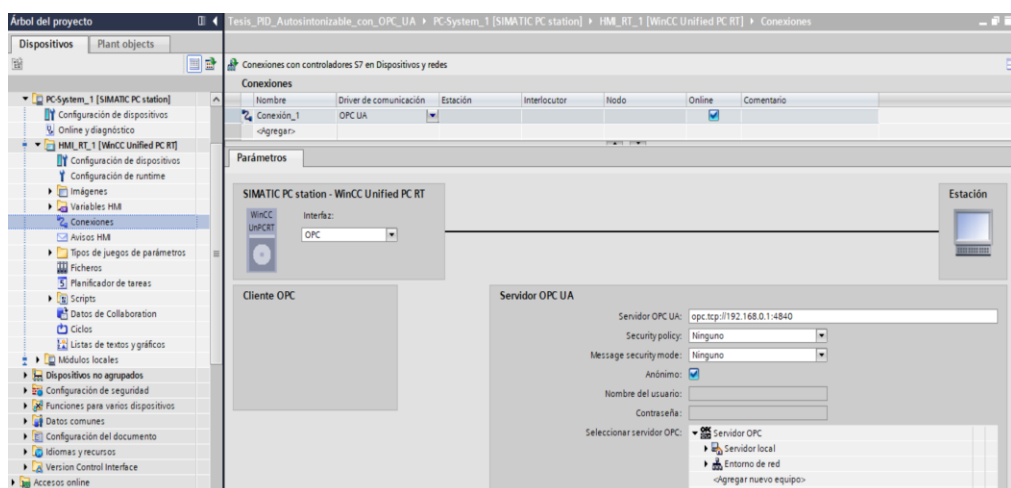 Árbol del proyecto
Tesis_PID_Autosintonizable_con_OPC_UA ▸ PC-System_1 [SIMATIC PC station] ▸ HMI_RT_1 [WinCC Unified PC RT] ▸ Conexiones
Dispositivos
Plant objects
Conexiones con controladores S7 en Dispositivos y redes
Conexiones
Nombre Driver de comunicación Estación Interlocutor Nodo Online Comentario
Conexión_1 OPC UA
<Agregar>
PC-System_1 [SIMATIC PC station]
Configuración de dispositivos
Online y diagnóstico
HMI_RT_1 [WinCC Unified PC RT]
Configuración de dispositivos
Configuración de runtime
Imágenes
Variables HMI
Conexiones
Avisos HMI
Tipos de juegos de parámetros
Ficheros
Planificador de tareas
Scripts
Datos de Collaboration
Ciclos
Listas de textos y gráficos
Módulos locales
Dispositivos no agrupados
Configuración de seguridad
Funciones para varios dispositivos
Datos comunes
Configuración del documento
Idiomas y recursos
Version Control Interface
Accesos online
Parámetros
SIMATIC PC station - WinCC Unified PC RT
WinCC
UnPCRT
Interfaz:
OPC
Estación
Cliente OPC
Servidor OPC UA
Servidor OPC UA: opc.tcp://192.168.0.1:4840
Security policy: Ninguno
Message security mode: Ninguno
Anónimo:
Nombre del usuario:
Contraseña:
Seleccionar servidor OPC:
Servidor OPC
Servidor local
Entorno de red
<Agregar nuevo equipo>